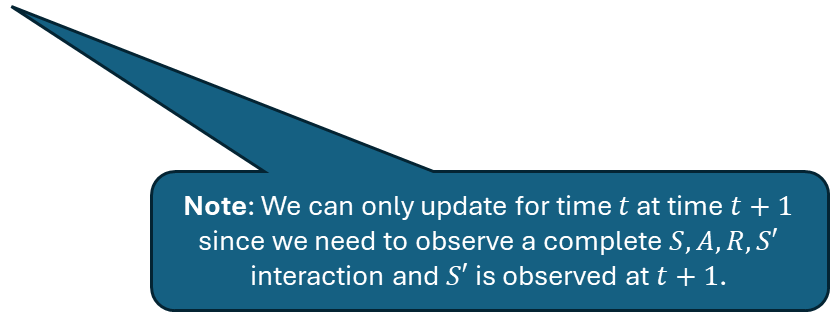 Note: We can only update for time t at time t + 1
since we need to observe a complete S, A, R, S′
interaction and S′ is observed at t + 1.